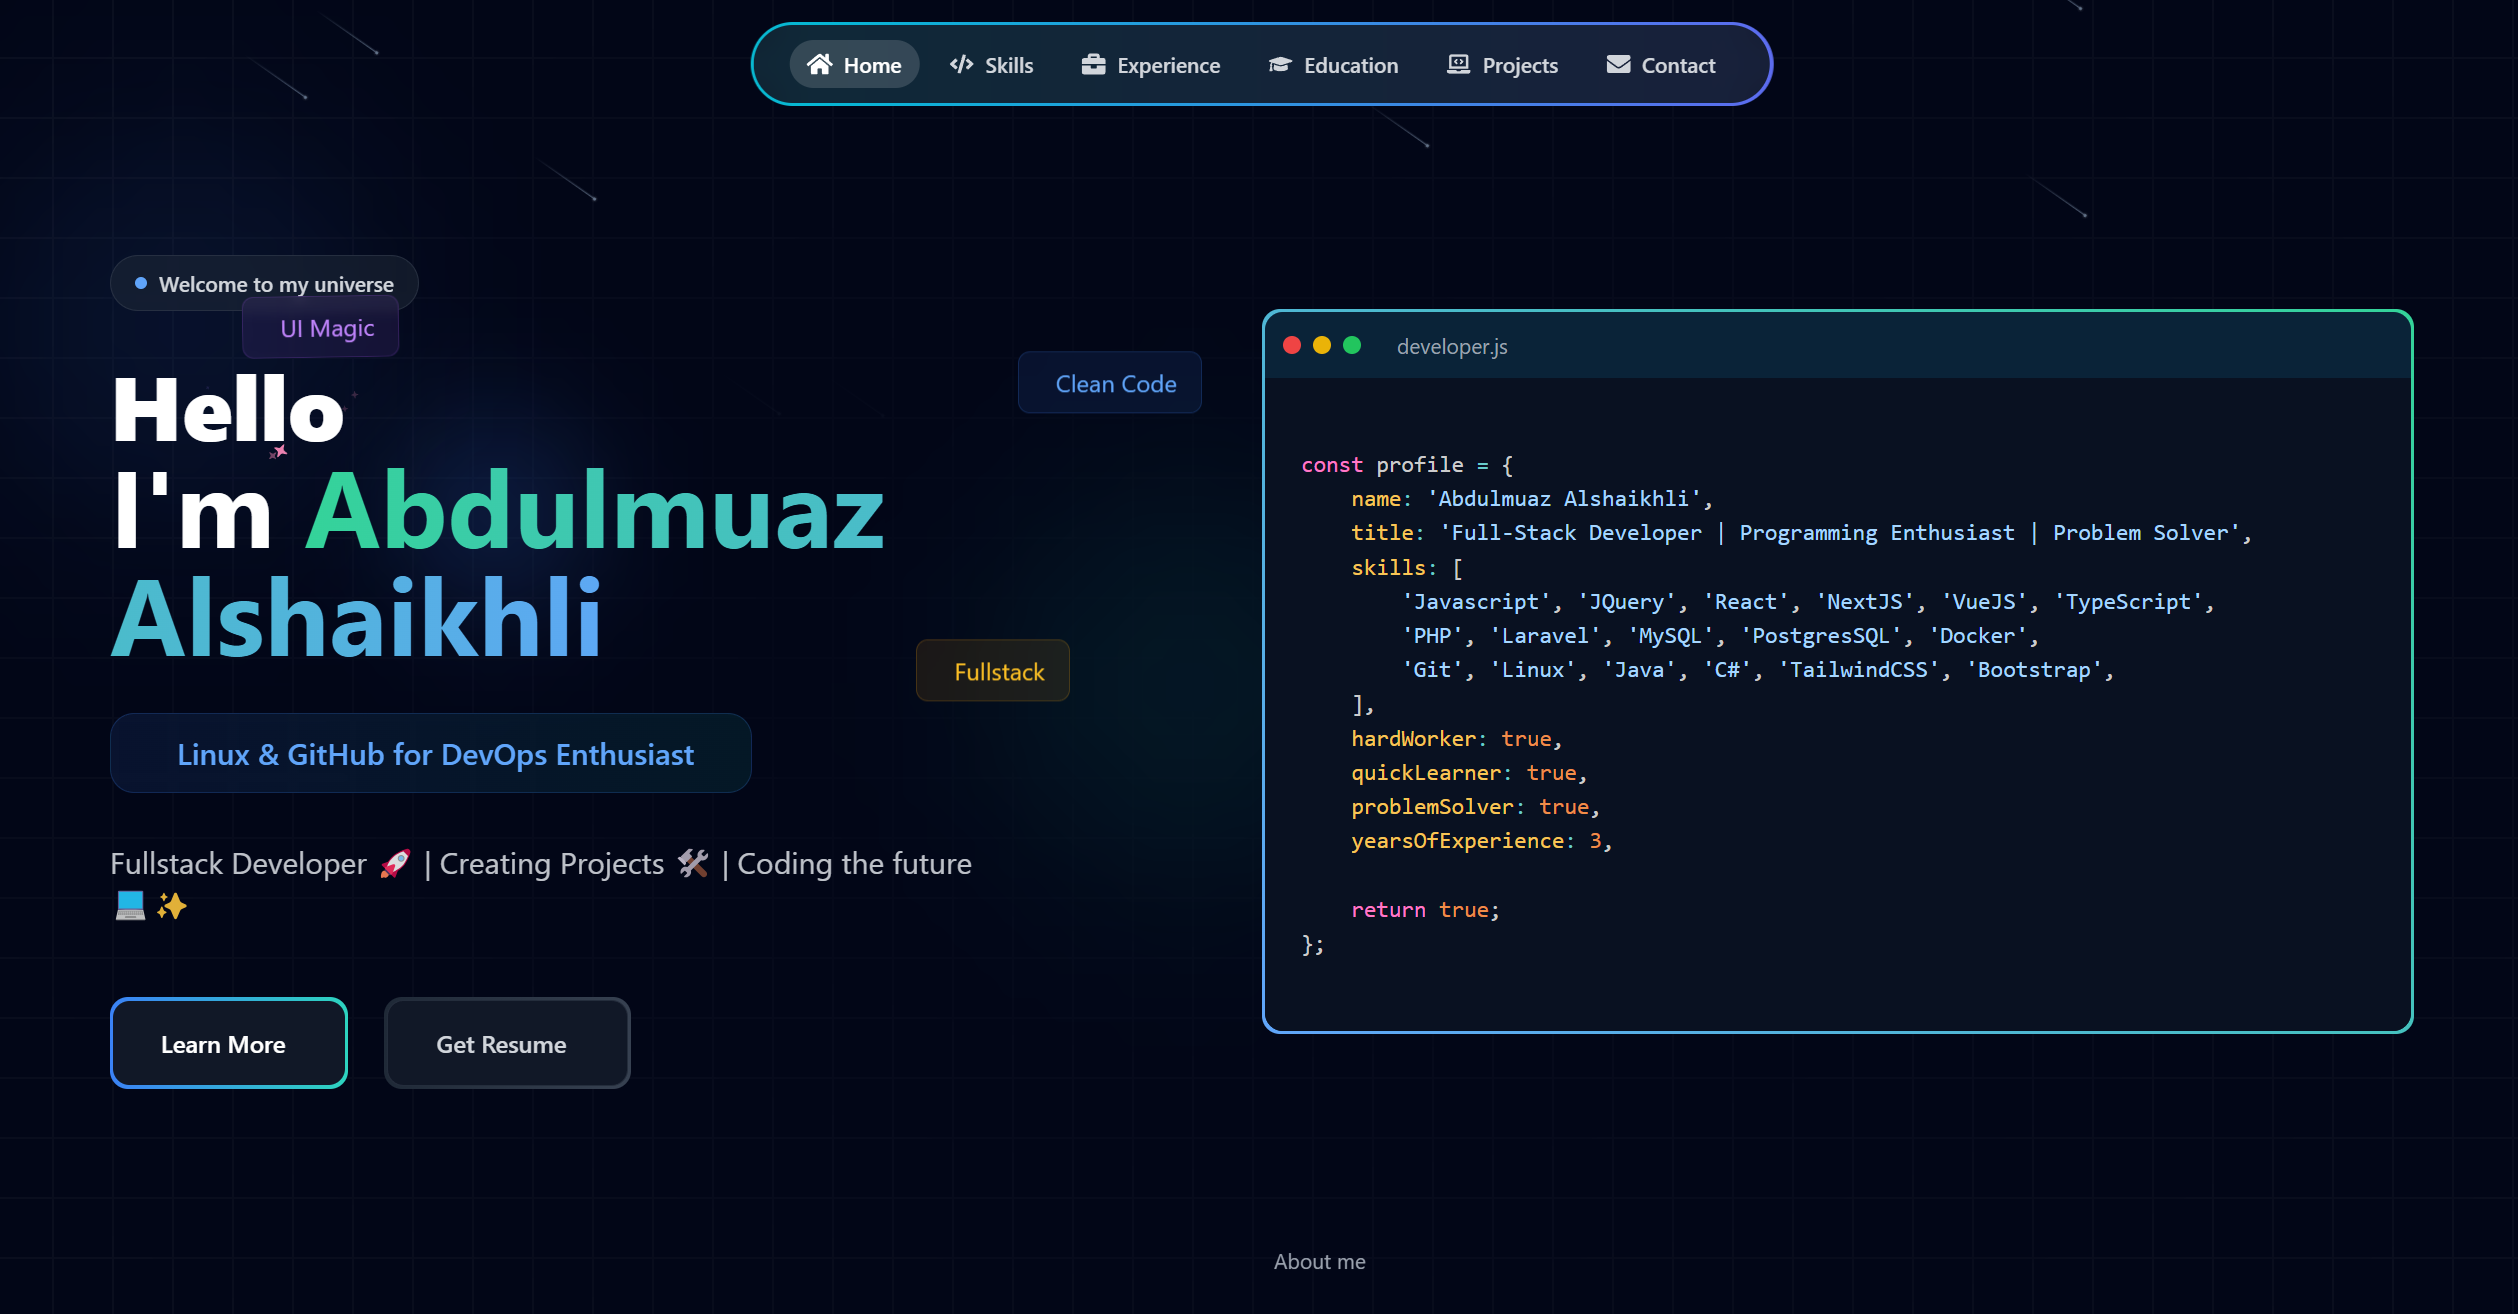 Home
Skills
Experience
Education
Projects
Contact
Welcome to my universe
UI Magic
Clean Code
Hello
I'm Abdulmuaz
Alshaikhli
Fullstack
Linux & GitHub for DevOps Enthusiast
Fullstack Developer 🚀 | Creating Projects 🛠️ | Coding the future
💻 ✨
Learn More
Get Resume
developer.js
const profile = {
name: 'Abdulmuaz Alshaikhli',
title: 'Full-Stack Developer | Programming Enthusiast | Problem Solver',
skills: [
'Javascript', 'JQuery', 'React', 'NextJS', 'VueJS', 'TypeScript',
'PHP', 'Laravel', 'MySQL', 'PostgresSQL', 'Docker',
'Git', 'Linux', 'Java', 'C#', 'TailwindCSS', 'Bootstrap',
],
hardWorker: true,
quickLearner: true,
problemSolver: true,
yearsOfExperience: 3,
return true;
};
About me